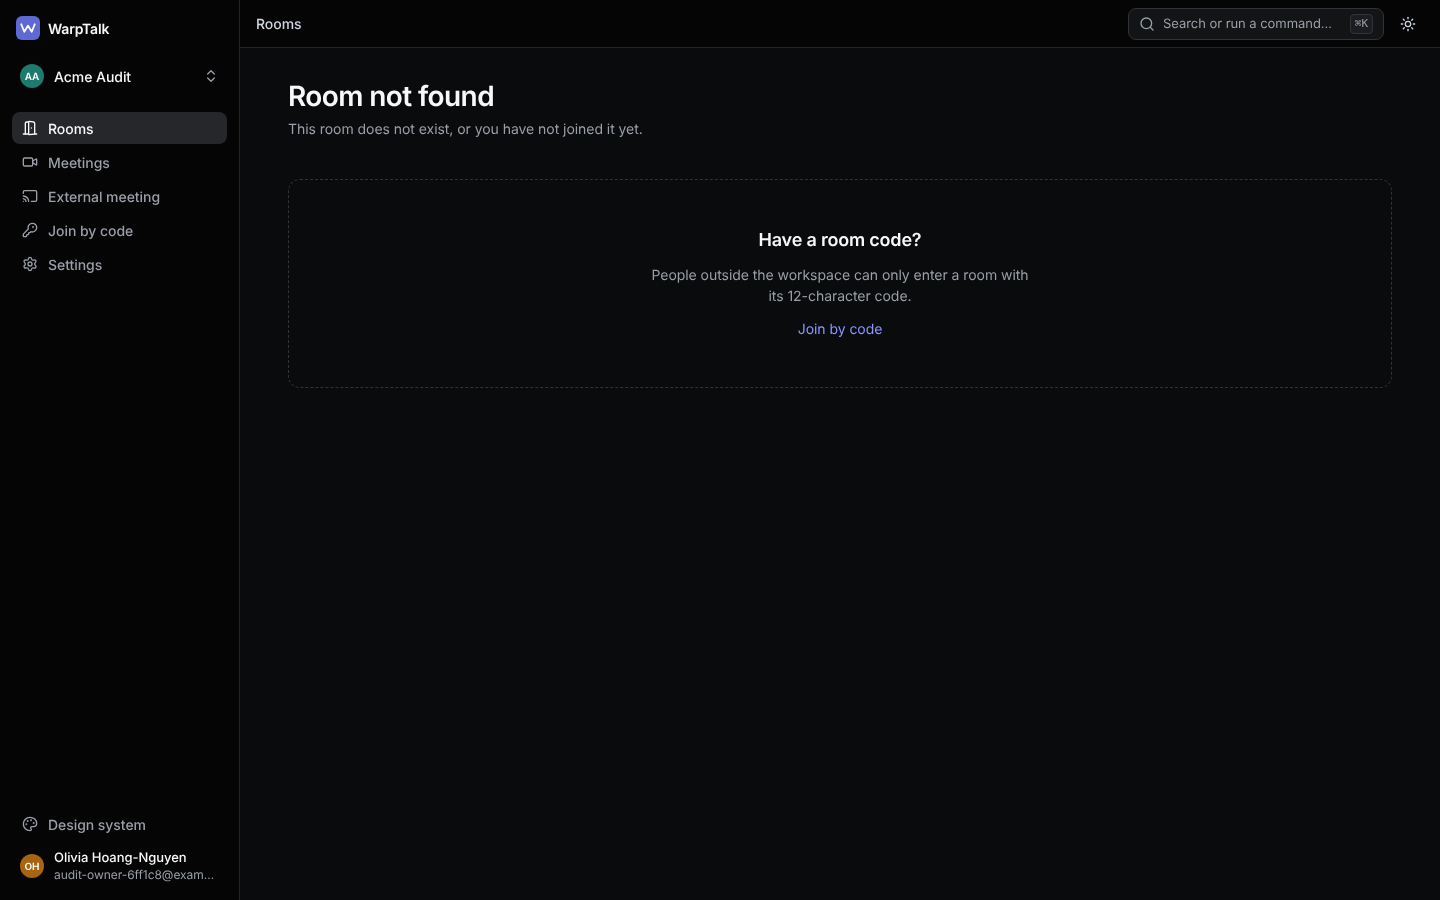 WarpTalk
AA
Acme Audit
Rooms
Meetings
External meeting
Join by code
Settings
Design system
OH
Olivia Hoang-Nguyen
audit-owner-6ff1c8@exam...
Rooms
Search or run a command...
⌘K
Room not found
This room does not exist, or you have not joined it yet.
Have a room code?
People outside the workspace can only enter a room with
its 12-character code.
Join by code